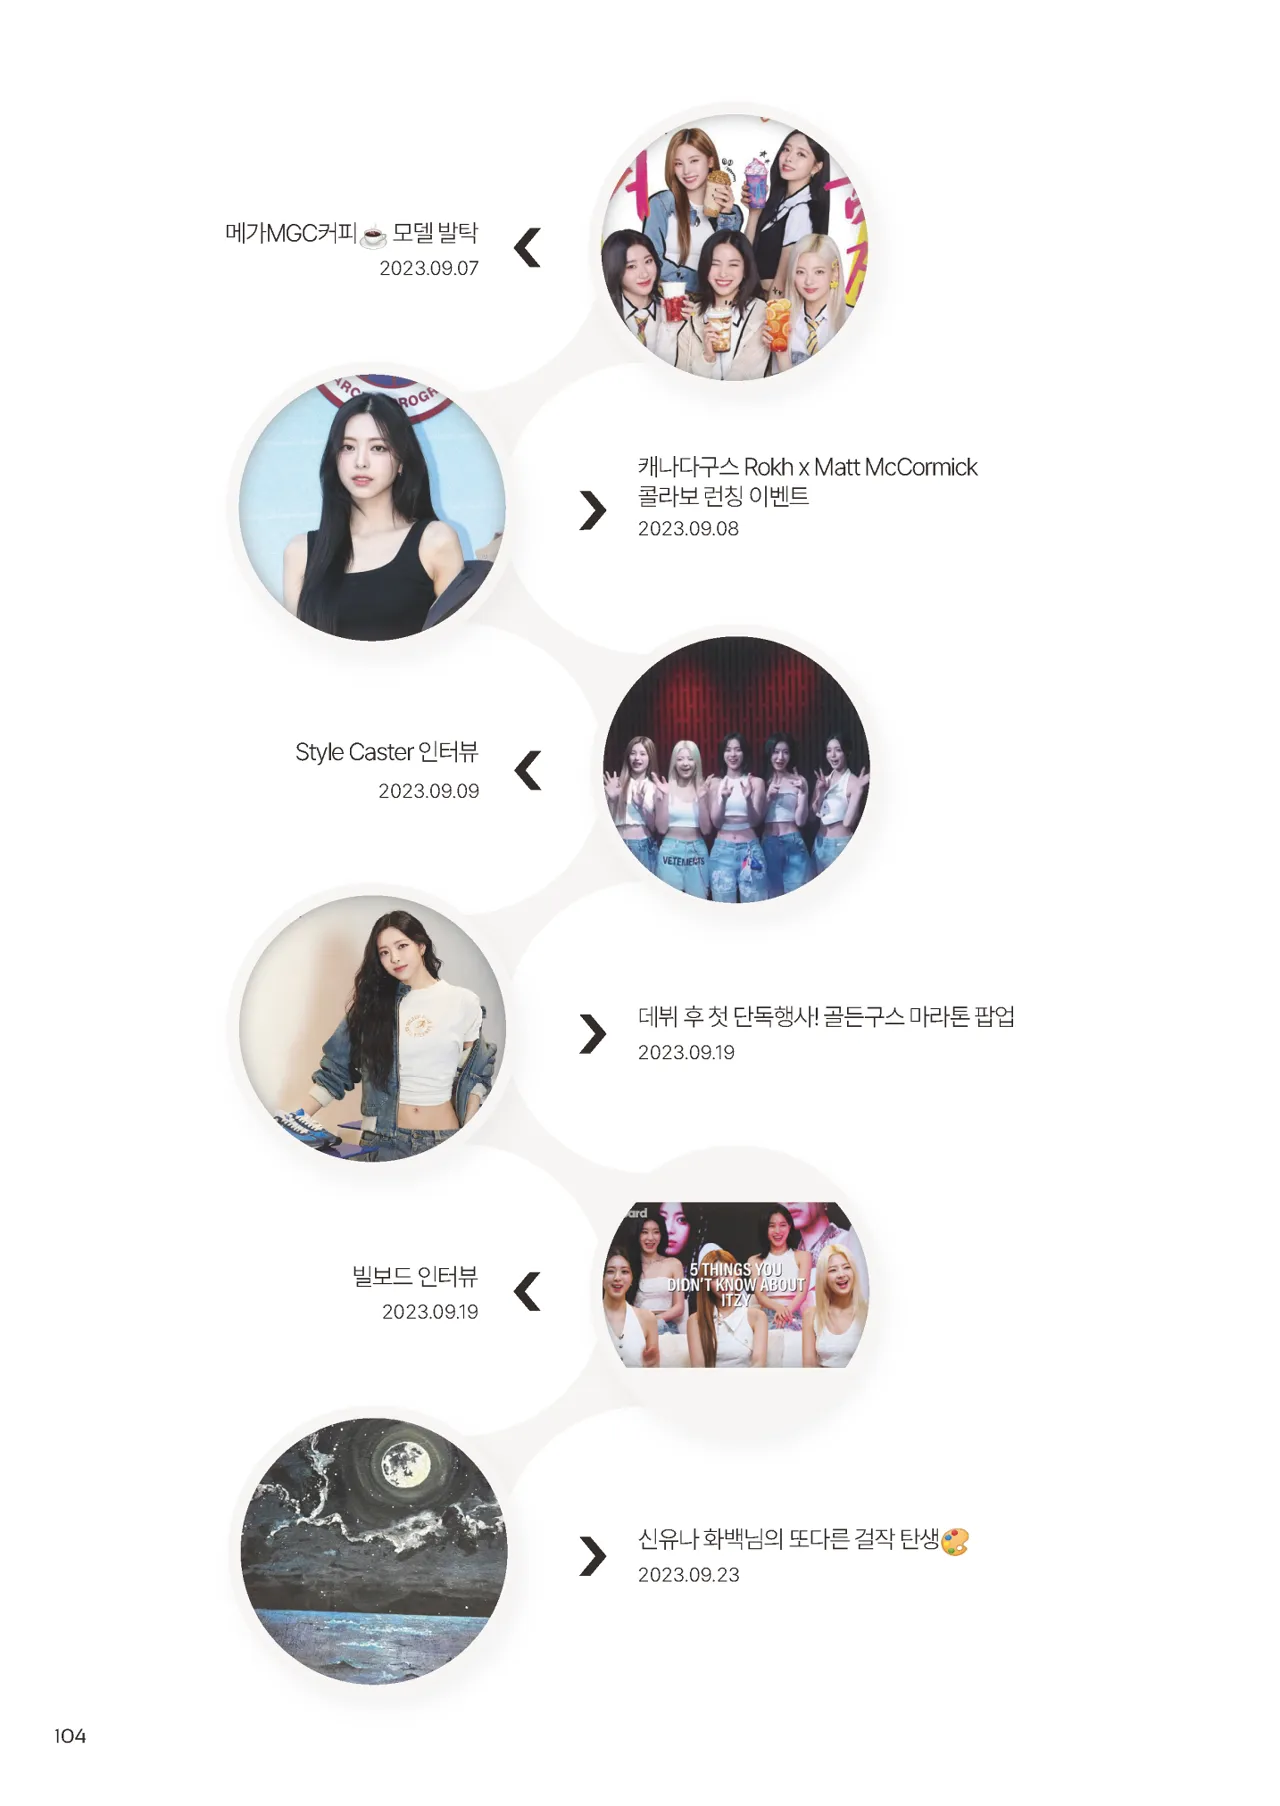 메가MGC커피☕ 모델 발탁
2023.09.07
ARC PROGR
캐나다구스 Rokh x Matt McCormick
콜라보 런칭 이벤트
2023.09.08
Style Caster 인터뷰
2023.09.09
VETEMENTS
데뷔 후 첫 단독행사! 골든구스 마라톤 팝업
2023.09.19
ard
5 THINGS YOU
DIDN'T KNOW ABOUT
ITZY
빌보드 인터뷰
2023.09.19
신유나 화백님의 또다른 걸작 탄생🎨
2023.09.23
104